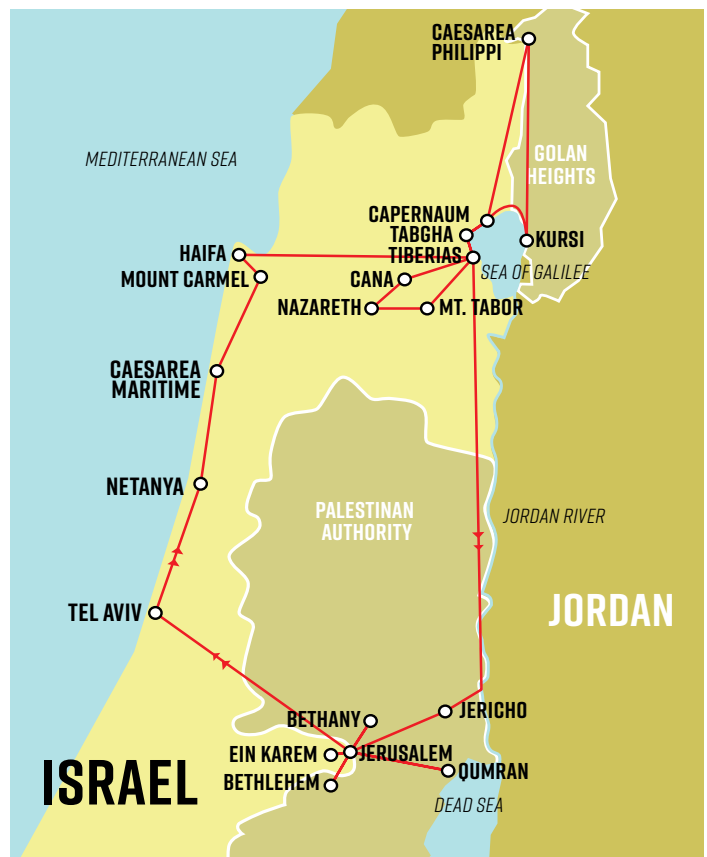 CAESAREA
PHILIPPI
MEDITERRANEAN SEA
GOLAN
HEIGHTS
CAPERNAUM
TABGHA
KURSI
HAIFA
TIBERIAS
SEA OF GALILEE
MOUNT CARMEL
CANA
NAZARETH
MT. TABOR
CAESAREA
MARITIME
NETANYA
PALESTINAN
AUTHORITY
JORDAN RIVER
TEL AVIV
JORDAN
JERICHO
BETHANY
EIN KAREM
JERUSALEM
QUMRAN
ISRAEL
BETHLEHEM
DEAD SEA